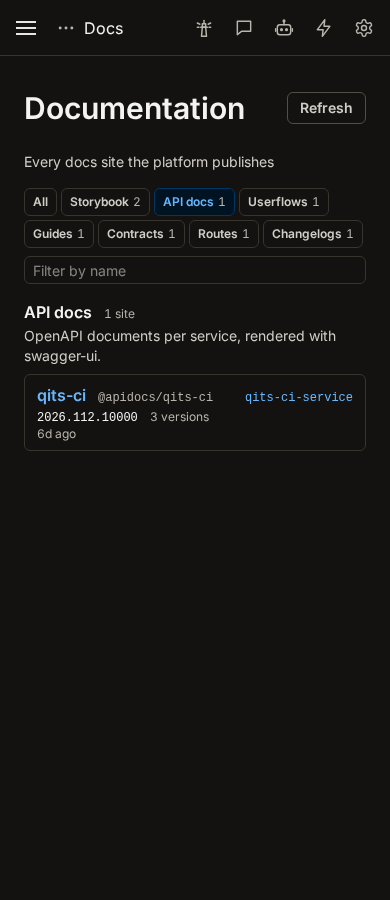 Docs
Documentation
Refresh
Every docs site the platform publishes
All
Storybook 2
API docs 1
Userflows 1
Guides 1
Contracts 1
Routes 1
Changelogs 1
Filter by name
API docs 1 site
OpenAPI documents per service, rendered with
swagger-ui.
qits-ci @apidocs/qits-ci qits-ci-service
2026.112.10000 3 versions
6d ago